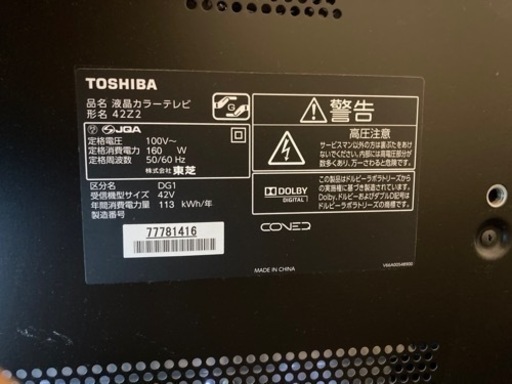 TOSHIBA
品名 液晶カラーテレビ
形名 42Z2
G
JQA
定格電圧 100V～
定格消費電力 160 W
定格周波数 50/60 Hz
株式会社 東芝
区分名 DG1
受信機型サイズ 42V
年間消費電力量 113 kWh/年
製造番号
77781416
警告
高圧注意
サービスマン以外の方は裏ぶたをあけ
ないでください。内部には高電圧部分が
数多くあり、万一さわると危険です。
DOLBY
DIGITAL
この製品はドルビーラボラトリーズから
の実施権に基づき製造されています。
Dolby、ドルビーおよびダブルD記号は
ドルビーラボラトリーズの商標です。
MADE IN CHINA